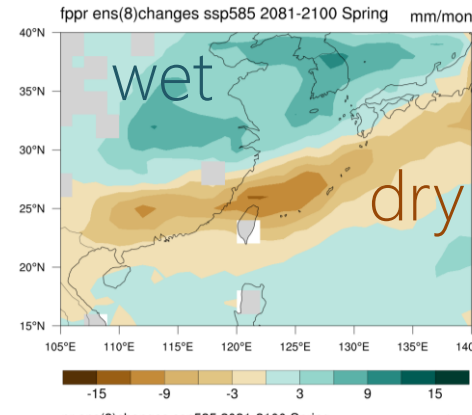 fppr ens(8)changes ssp585 2081-2100 Spring mm/mon
40°N
wet
35°N
30°N
25°N
dry
20°N
15°N
105°E 110°E 115°E 120°E 125°E 130°E 135°E 140
-15 -9 -3 3 9 15